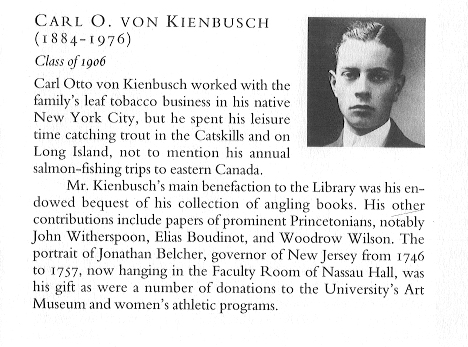 CARL O. VON KIENBUSCH
(1884-1976)
Class of 1906
Carl Otto von Kienbusch worked with the
family's leaf tobacco business in his native
New York City, but he spent his leisure
time catching trout in the Catskills and on
Long Island, not to mention his annual
salmon-fishing trips to eastern Canada.
Mr. Kienbusch's main benefaction to the Library was his en-
dowed bequest of his collection of angling books. His other
contributions include papers of prominent Princetonians, notably
John Witherspoon, Elias Boudinot, and Woodrow Wilson. The
portrait of Jonathan Belcher, governor of New Jersey from 1746
to 1757, now hanging in the Faculty Room of Nassau Hall, was
his gift as were a number of donations to the University's Art
Museum and women's athletic programs.